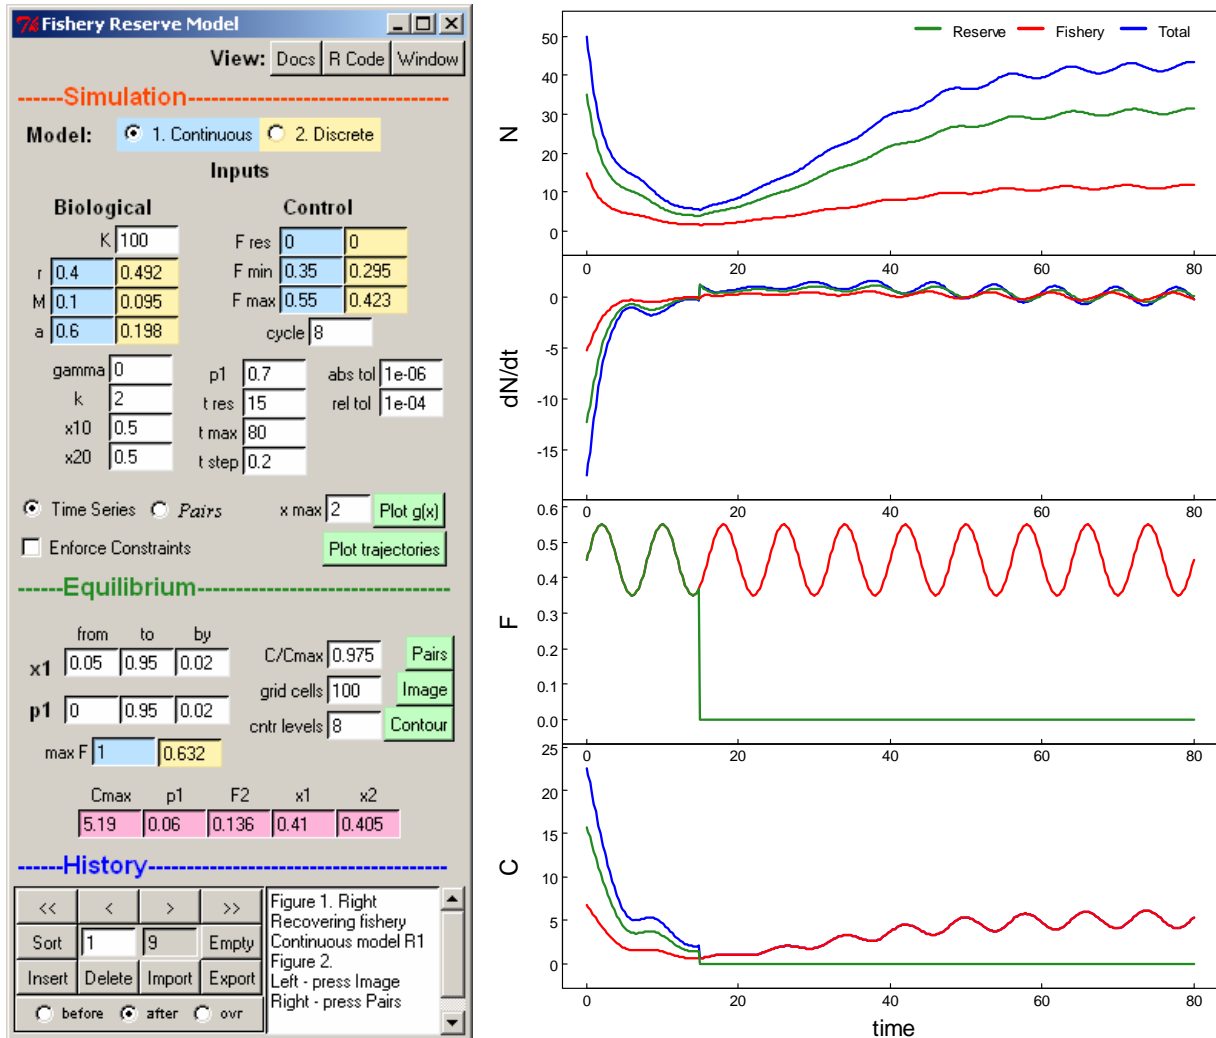 Fishery Reserve Model
View: Docs R Code Window
------Simulation------
Model: 1. Continuous 2. Discrete
Inputs
Biological Control
K 100
F res 0 0
r 0.4 0.492
F min 0.35 0.295
M 0.1 0.095
F max 0.55 0.423
a 0.6 0.198
cycle 8
gamma 0
p1 0.7
abs tol 1e-06
k 2
t res 15
rel tol 1e-04
x10 0.5
t max 80
x20 0.5
t step 0.2
Time Series Pairs x max 2 Plot g(x)
Enforce Constraints Plot trajectories
------Equilibrium------
from to by
x1 0.05 0.95 0.02
C/Cmax 0.975 Pairs
grid cells 100 Image
p1 0 0.95 0.02
cntr levels 8 Contour
max F 1 0.632
Cmax p1 F2 x1 x2
5.19 0.06 0.136 0.41 0.405
------History------
<< < > >>
Sort 1 9 Empty
Insert Delete Import Export
before after ovr
Figure 1. Right
Recovering fishery
Continuous model R1
Figure 2.
Left - press Image
Right - press Pairs
Reserve Fishery Total
N
50
40
30
20
10
0
0 20 40 60 80
dN/dt
0
-5
-10
-15
0 20 40 60 80
F
0.6
0.5
0.4
0.3
0.2
0.1
0.0
0 20 40 60 80
C
25
20
15
10
5
0
0 20 40 60 80
time